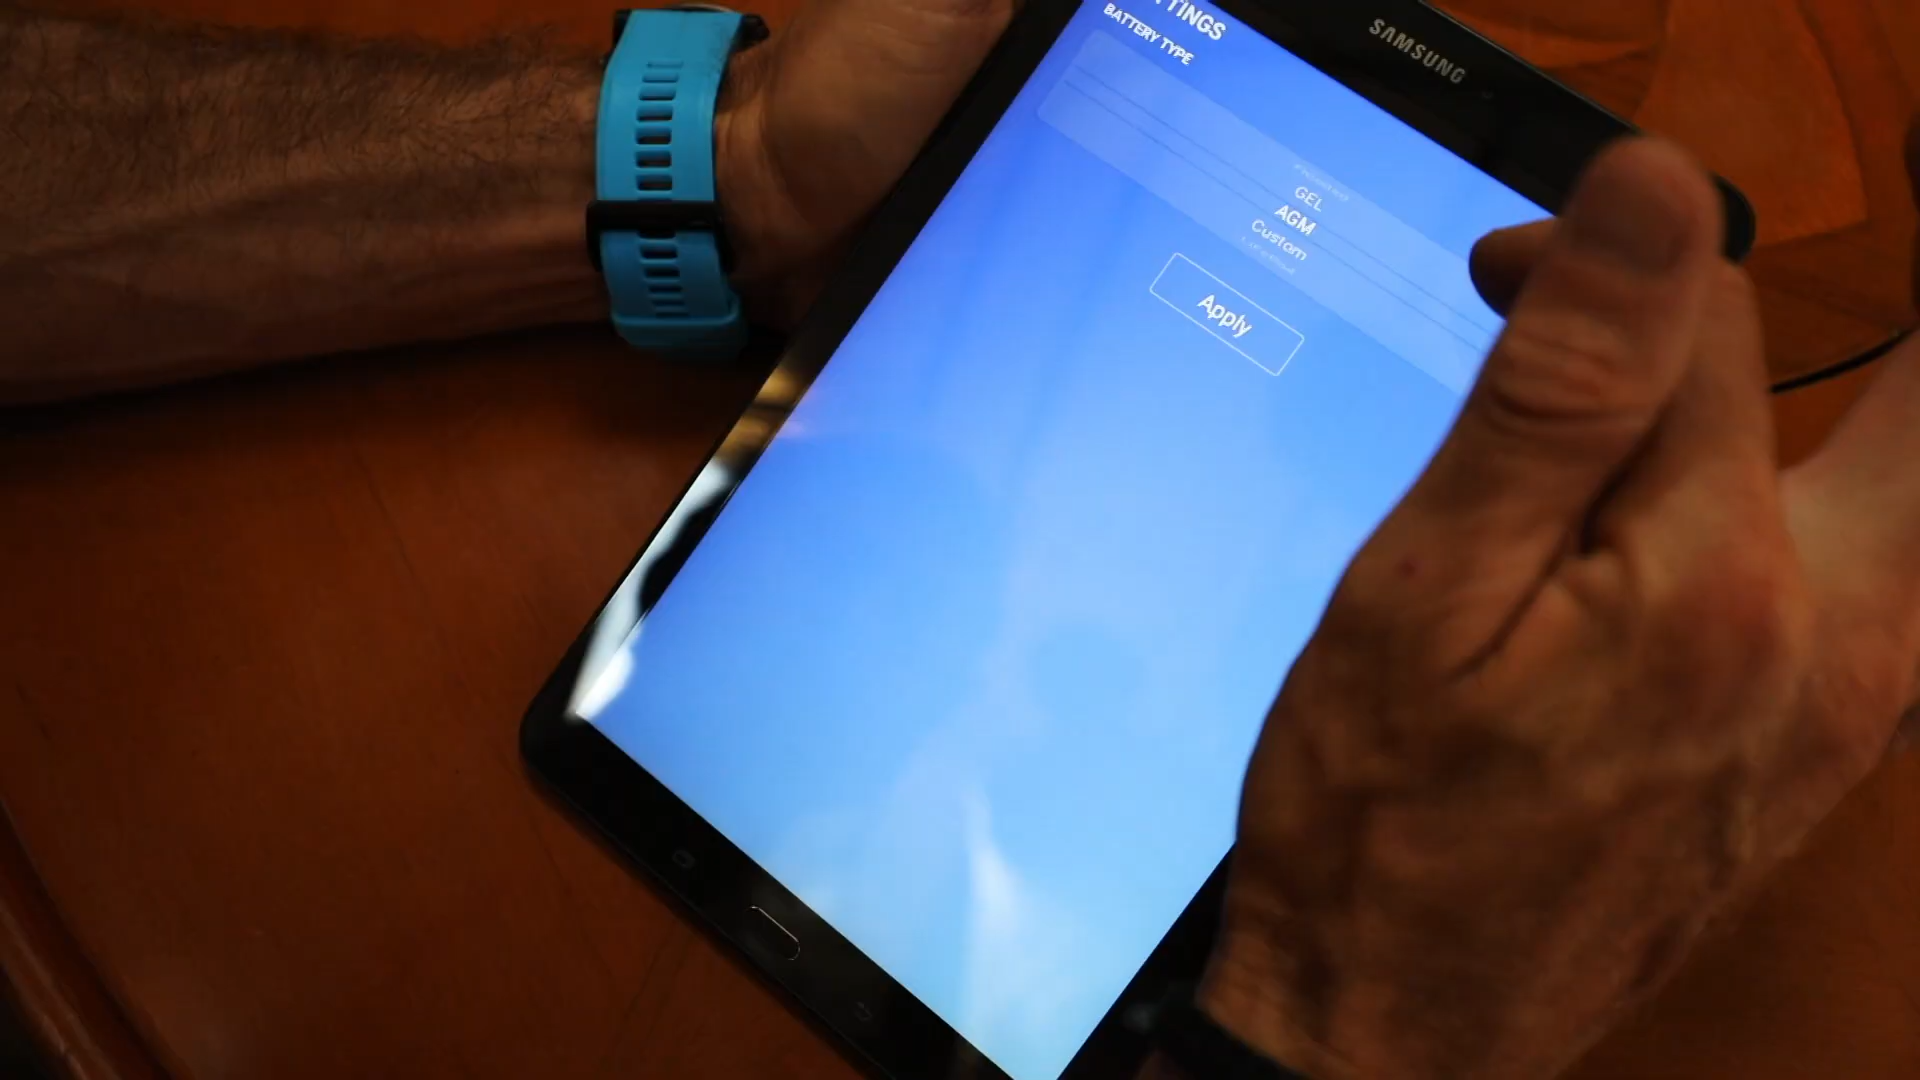 TINGS
BATTERY TYPE
SAMSUNG
GEL
AGM
Custom
Apply